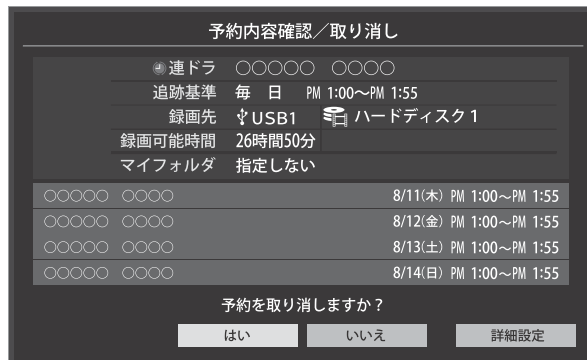 予約内容確認／取り消し
連ドラ ○○○○○ ○○○○
追跡基準 毎 日 PM 1:00～PM 1:55
録画先 USB1 ハードディスク1
録画可能時間 26時間50分
マイフォルダ 指定しない
○○○○○ ○○○○ 8/11(木) PM 1:00～PM 1:55
○○○○○ ○○○○ 8/12(金) PM 1:00～PM 1:55
○○○○○ ○○○○ 8/13(土) PM 1:00～PM 1:55
○○○○○ ○○○○ 8/14(日) PM 1:00～PM 1:55
予約を取り消しますか？
はい いいえ 詳細設定